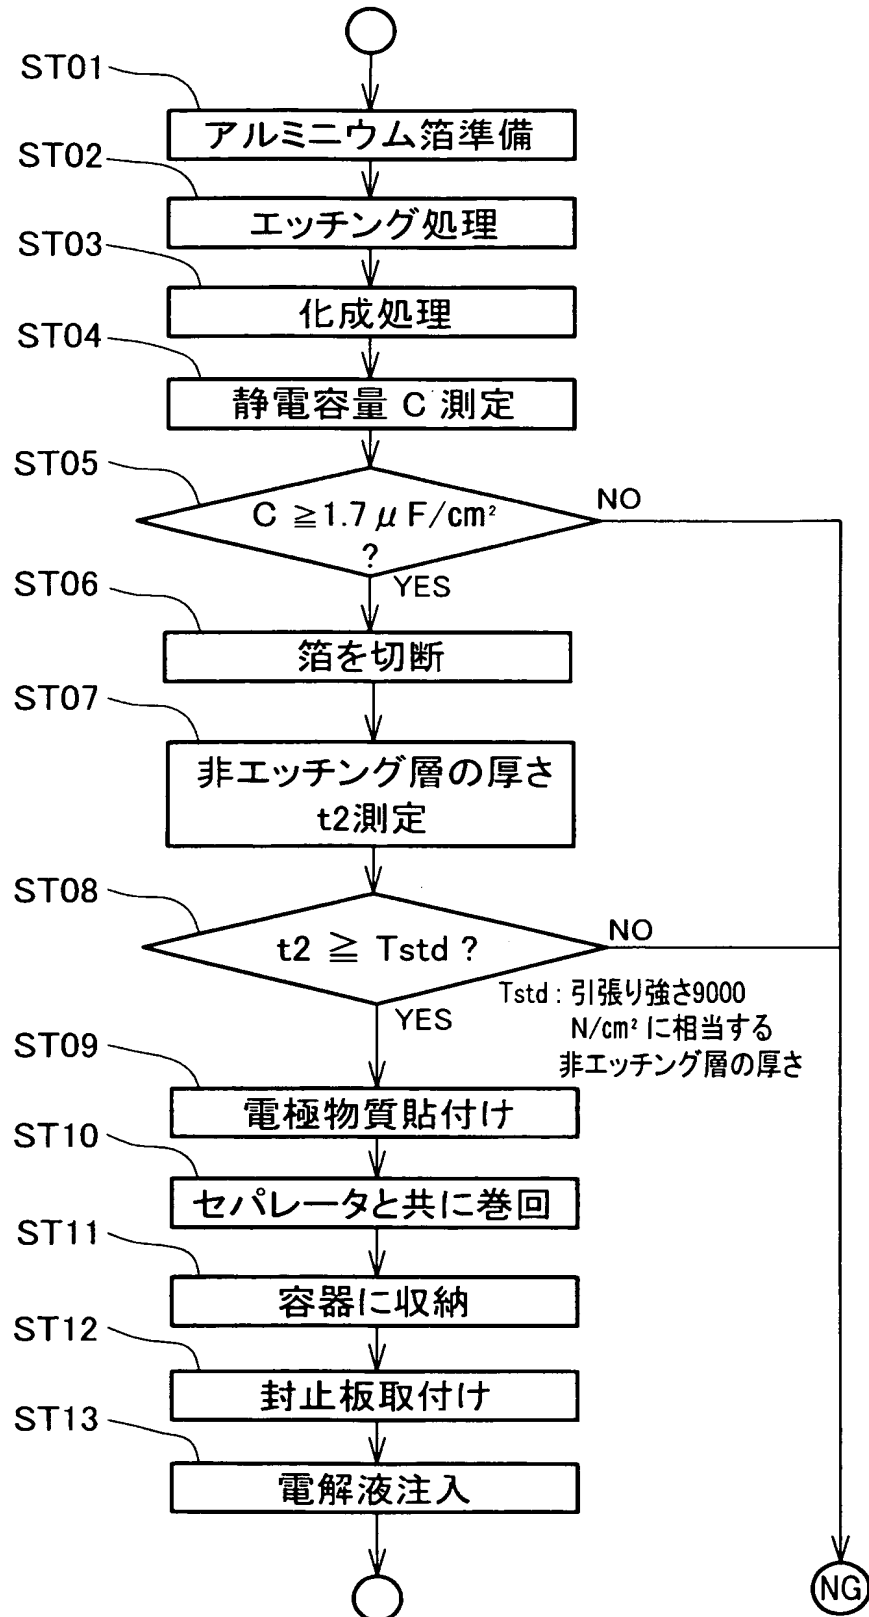 ST01
アルミニウム箔準備
ST02
エッチング処理
ST03
化成処理
ST04
静電容量 C 測定
ST05
C ≧1.7 μ F/cm²
?
NO
YES
ST06
箔を切断
ST07
非エッチング層の厚さ
t2測定
ST08
t2 ≧ Tstd ?
NO
YES
Tstd : 引張り強さ9000
N/cm² に相当する
非エッチング層の厚さ
ST09
電極物質貼付け
ST10
セパレータと共に巻回
ST11
容器に収納
ST12
封止板取付け
ST13
電解液注入
NG